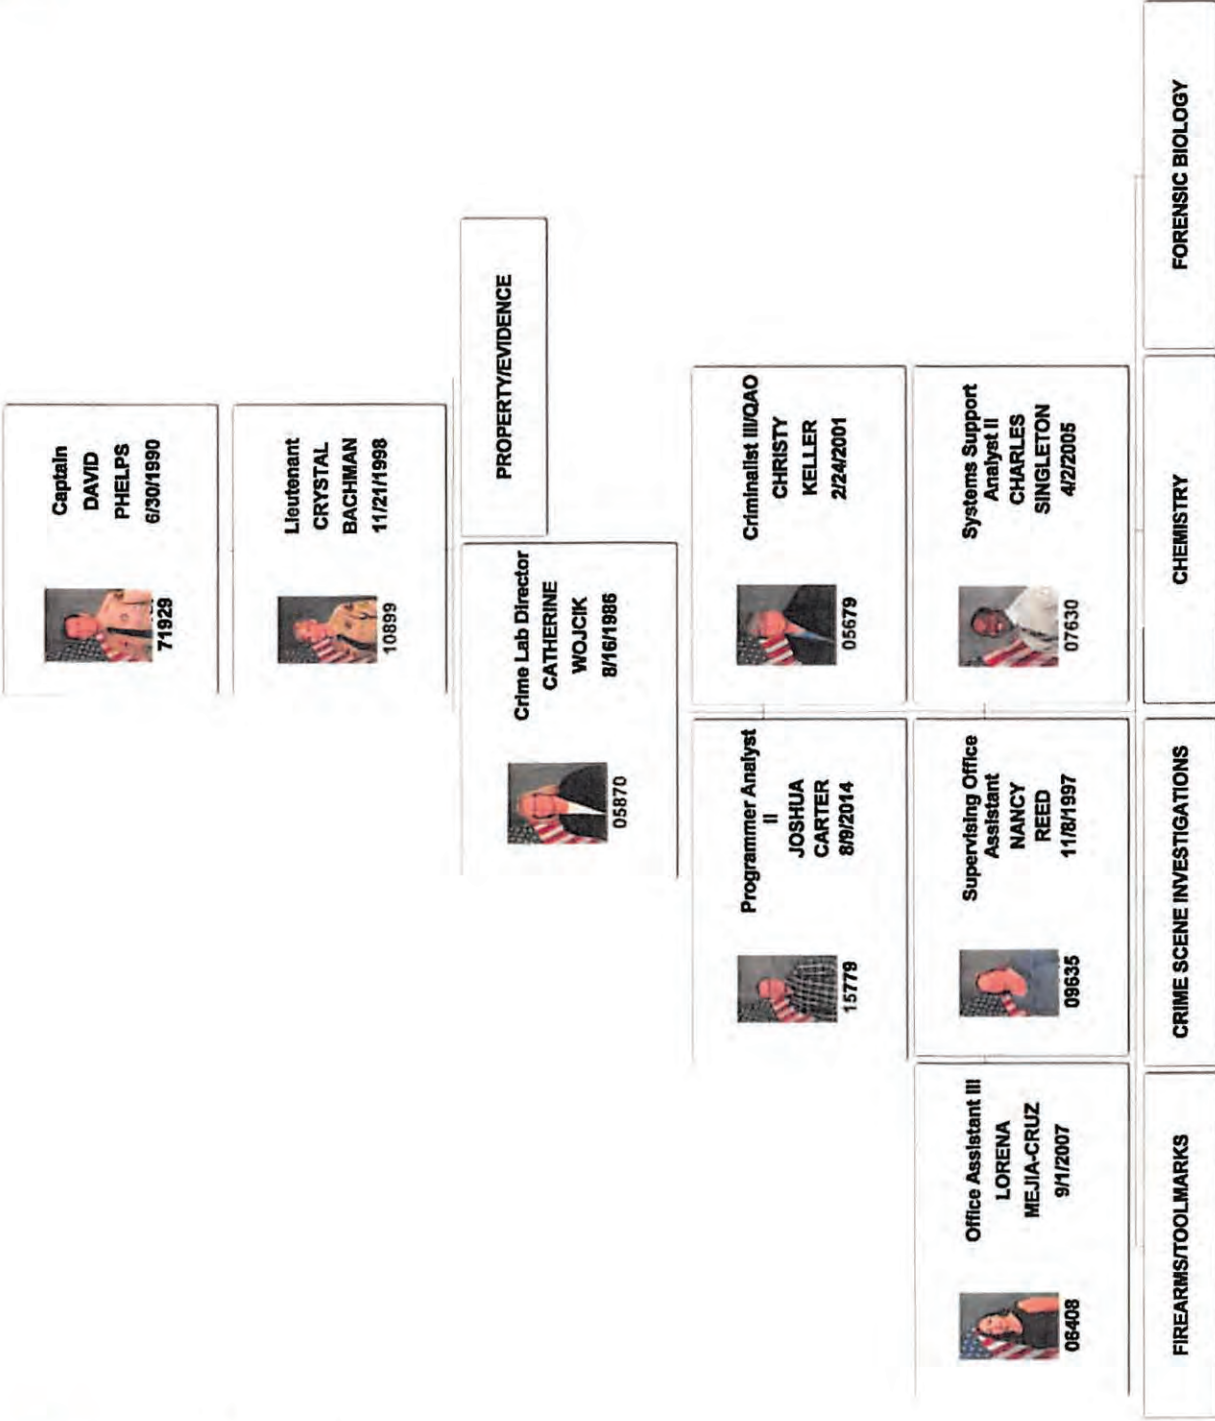 Captain
DAVID
PHELPS
6/30/1990
71929
Lieutenant
CRYSTAL
BACHMAN
11/21/1998
10899
PROPERTY/EVIDENCE
Crime Lab Director
CATHERINE
WOJCIK
8/16/1986
05870
Programmer Analyst
II
JOSHUA
CARTER
8/9/2014
15779
Criminalist III/QAO
CHRISTY
KELLER
2/24/2001
05679
Office Assistant III
LORENA
MEJIA-CRUZ
9/1/2007
06408
Supervising Office
Assistant
NANCY
REED
11/8/1997
09635
Systems Support
Analyst II
CHARLES
SINGLETON
4/2/2005
07630
FIREARMS/TOOLMARKS
CRIME SCENE INVESTIGATIONS
CHEMISTRY
FORENSIC BIOLOGY